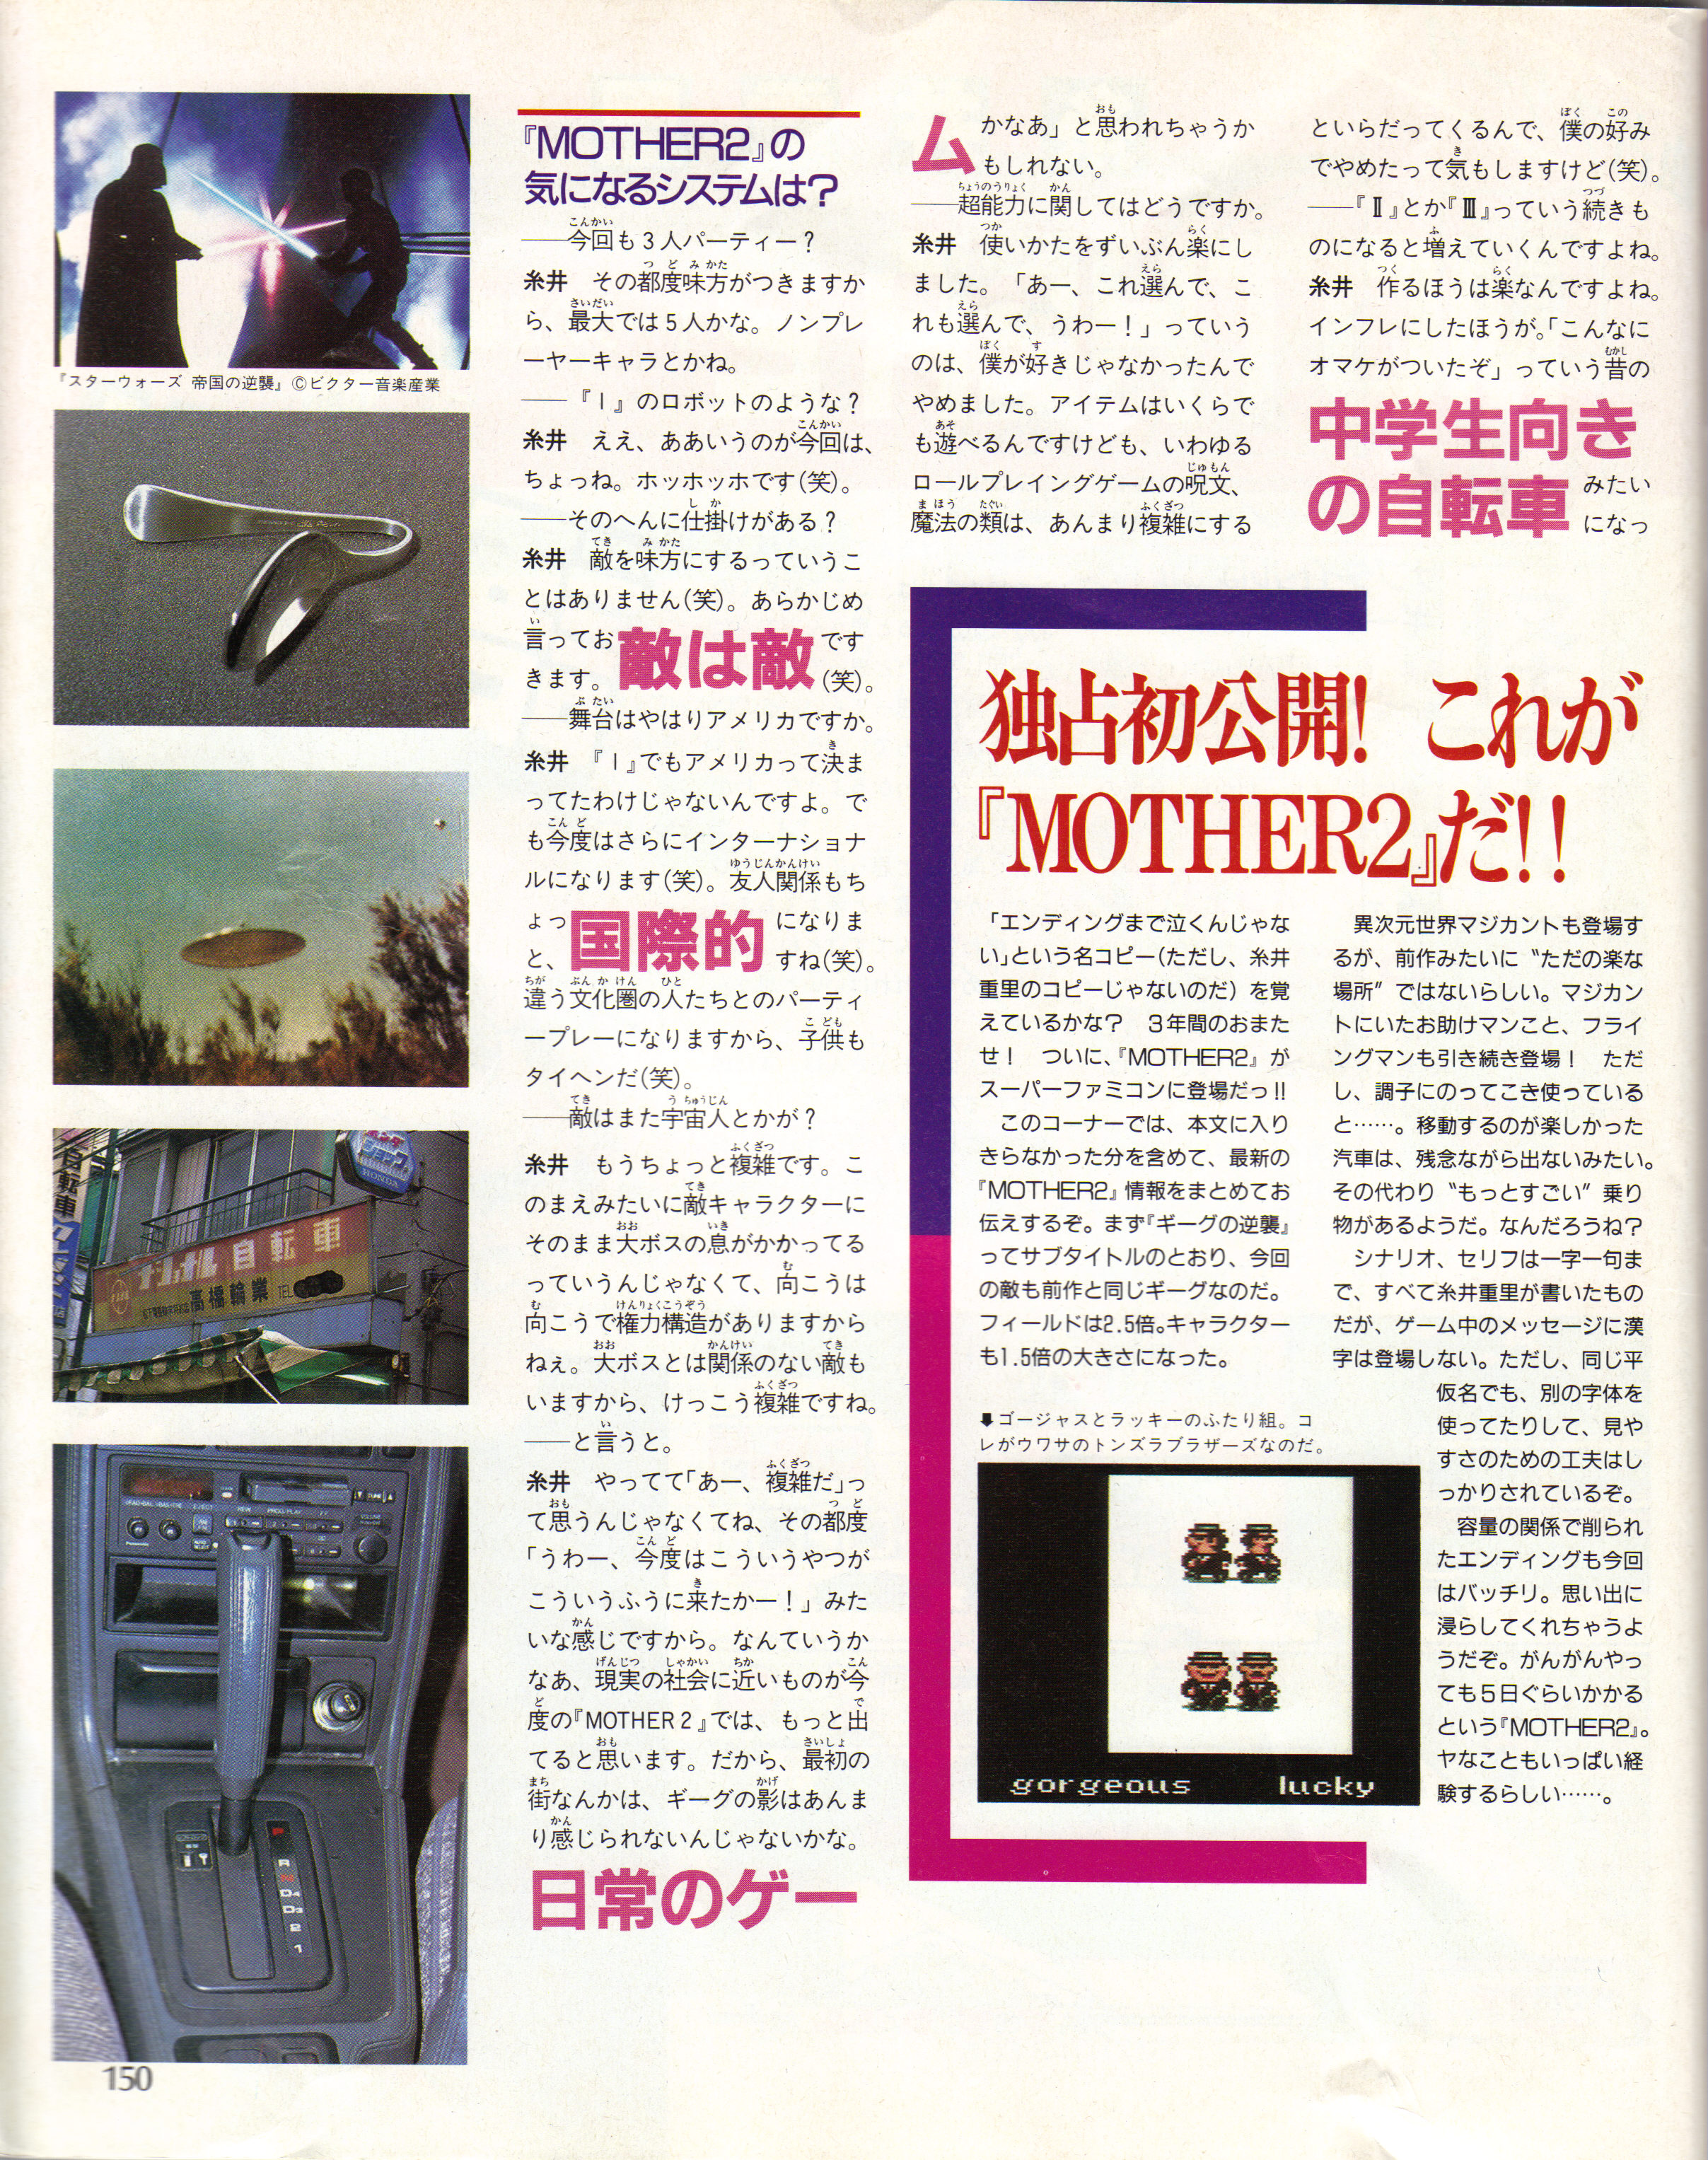 『スターウォーズ 帝国の逆襲』©ビクター音楽産業
自転車
ホンダ
ショップ
HONDA
ナショナル 自転車
高橋輪業 TEL
EJECT
REW
FF
VOLUME
P
R
N
D4
D3
2
1
『MOTHER2』の
気になるシステムは?
――今回も3人パーティー?
糸井　その都度味方がつきますか
ら、最大では5人かな。ノンプレ
ーヤーキャラとかね。
――『Ⅰ』のロボットのような?
糸井　ええ、ああいうのが今回は、
ちょっね。ホッホッホです(笑)。
――そのへんに仕掛けがある?
糸井　敵を味方にするっていうこ
とはありません(笑)。あらかじめ
言ってお
きます。
敵は敵
です
(笑)。
――舞台はやはりアメリカですか。
糸井　『Ⅰ』でもアメリカって決ま
ってたわけじゃないんですよ。で
も今度はさらにインターナショナ
ルになります(笑)。友人関係もち
ょっ
と、
国際的
になりま
すね(笑)。
違う文化圏の人たちとのパーティ
ープレーになりますから、子供も
タイヘンだ(笑)。
――敵はまた宇宙人とかが?
糸井　もうちょっと複雑です。こ
のまえみたいに敵キャラクターに
そのまま大ボスの息がかかってる
っていうんじゃなくて、向こうは
向こうで権力構造がありますから
ねぇ。大ボスとは関係のない敵も
いますから、けっこう複雑ですね。
――と言うと。
糸井　やってて「あー、複雑だ」っ
て思うんじゃなくてね、その都度
「うわー、今度はこういうやつが
こういうふうに来たかー!」みた
いな感じですから。なんていうか
なあ、現実の社会に近いものが今
度の『MOTHER2』では、もっと出
てると思います。だから、最初の
街なんかは、ギーグの影はあんま
り感じられないんじゃないかな。
日常のゲー
ム
かなあ」と思われちゃうか
もしれない。
――超能力に関してはどうですか。
糸井　使いかたをずいぶん楽にし
ました。「あー、これ選んで、こ
れも選んで、うわー!」っていう
のは、僕が好きじゃなかったんで
やめました。アイテムはいくらで
も遊べるんですけども、いわゆる
ロールプレイングゲームの呪文、
魔法の類は、あんまり複雑にする
といらだってくるんで、僕の好み
でやめたって気もしますけど(笑)。
――『Ⅱ』とか『Ⅲ』っていう続きも
のになると増えていくんですよね。
糸井　作るほうは楽なんですよね。
インフレにしたほうが。「こんなに
オマケがついたぞ」っていう昔の
中学生向き
の自転車
みたい
になっ
独占初公開!　これが
『MOTHER2』だ!!
「エンディングまで泣くんじゃな
い」という名コピー(ただし、糸井
重里のコピーじゃないのだ)を覚
えているかな?　3年間のおまた
せ!　ついに、『MOTHER2』が
スーパーファミコンに登場だっ!!
　このコーナーでは、本文に入り
きらなかった分を含めて、最新の
『MOTHER2』情報をまとめてお
伝えするぞ。まず『ギーグの逆襲』
ってサブタイトルのとおり、今回
の敵も前作と同じギーグなのだ。
フィールドは2.5倍。キャラクター
も1.5倍の大きさになった。
⬇ゴージャスとラッキーのふたり組。コ
レがウワサのトンズラブラザーズなのだ。
gorgeous　lucky
　異次元世界マジカントも登場す
るが、前作みたいに〝ただの楽な
場所〟ではないらしい。マジカン
トにいたお助けマンこと、フライ
ングマンも引き続き登場!　ただ
し、調子にのってこき使っている
と……。移動するのが楽しかった
汽車は、残念ながら出ないみたい。
その代わり〝もっとすごい〟乗り
物があるようだ。なんだろうね?
　シナリオ、セリフは一字一句ま
で、すべて糸井重里が書いたもの
だが、ゲーム中のメッセージに漢
字は登場しない。ただし、同じ平
仮名でも、別の字体を
使ってたりして、見や
すさのための工夫はし
っかりされているぞ。
　容量の関係で削られ
たエンディングも今回
はバッチリ。思い出に
浸らしてくれちゃうよ
うだぞ。がんがんやっ
ても5日ぐらいかかる
という『MOTHER2』。
ヤなこともいっぱい経
験するらしい……。
150